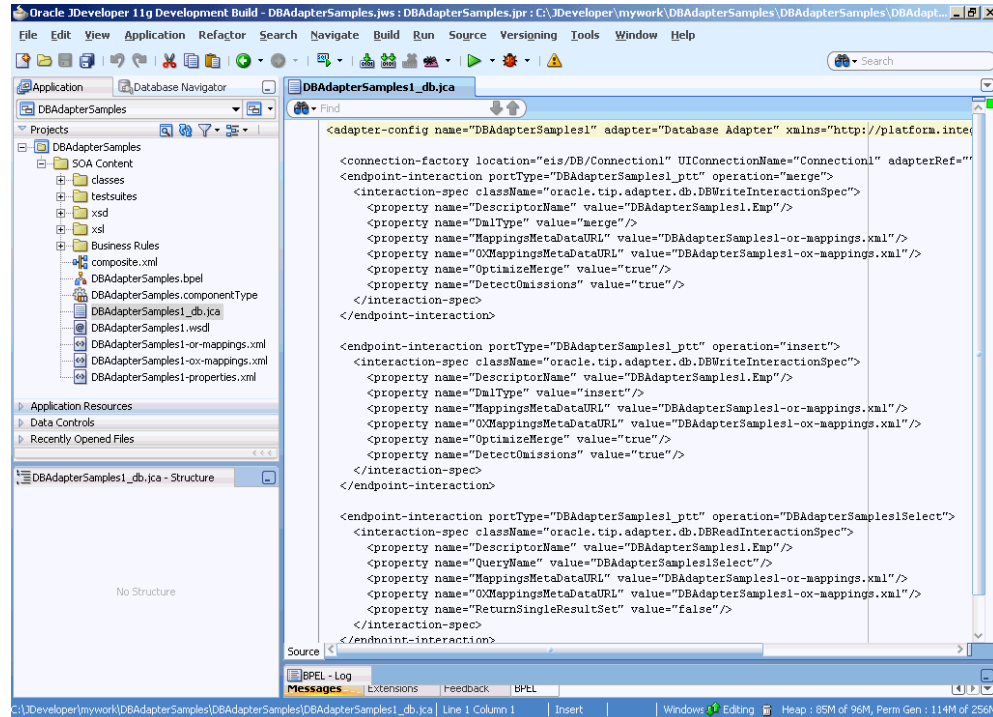 Oracle JDeveloper 11g Development Build - DBAdapterSamples.jws : DBAdapterSamples.jpr : C:\JDeveloper\mywork\DBAdapterSamples\DBAdapterSamples\DBAdapt...
File Edit View Application Refactor Search Navigate Build Run Source Versioning Tools Window Help
Search
Application
Database Navigator
DBAdapterSamples1_db.jca
DBAdapterSamples
Find
Projects
DBAdapterSamples
SOA Content
classes
testsuites
xsd
xsl
Business Rules
composite.xml
DBAdapterSamples.bpel
DBAdapterSamples.componentType
DBAdapterSamples1_db.jca
DBAdapterSamples1.wsdl
DBAdapterSamples1-or-mappings.xml
DBAdapterSamples1-ox-mappings.xml
DBAdapterSamples1-properties.xml
Application Resources
Data Controls
Recently Opened Files
DBAdapterSamples1_db.jca - Structure
No Structure
<adapter-config name="DBAdapterSamples1" adapter="Database Adapter" xmlns="http://platform.inte
<connection-factory location="eis/DB/Connection1" UIConnectionName="Connection1" adapterRef=""
<endpoint-interaction portType="DBAdapterSamples1_ptt" operation="merge">
<interaction-spec className="oracle.tip.adapter.db.DBWriteInteractionSpec">
<property name="DescriptorName" value="DBAdapterSamples1.Emp"/>
<property name="DmlType" value="merge"/>
<property name="MappingsMetaDataURL" value="DBAdapterSamples1-or-mappings.xml"/>
<property name="OXMappingsMetaDataURL" value="DBAdapterSamples1-ox-mappings.xml"/>
<property name="OptimizeMerge" value="true"/>
<property name="DetectOmissions" value="true"/>
</interaction-spec>
</endpoint-interaction>
<endpoint-interaction portType="DBAdapterSamples1_ptt" operation="insert">
<interaction-spec className="oracle.tip.adapter.db.DBWriteInteractionSpec">
<property name="DescriptorName" value="DBAdapterSamples1.Emp"/>
<property name="DmlType" value="insert"/>
<property name="MappingsMetaDataURL" value="DBAdapterSamples1-or-mappings.xml"/>
<property name="OXMappingsMetaDataURL" value="DBAdapterSamples1-ox-mappings.xml"/>
<property name="OptimizeMerge" value="true"/>
<property name="DetectOmissions" value="true"/>
</interaction-spec>
</endpoint-interaction>
<endpoint-interaction portType="DBAdapterSamples1_ptt" operation="DBAdapterSamples1Select">
<interaction-spec className="oracle.tip.adapter.db.DBReadInteractionSpec">
<property name="DescriptorName" value="DBAdapterSamples1.Emp"/>
<property name="QueryName" value="DBAdapterSamples1Select"/>
<property name="MappingsMetaDataURL" value="DBAdapterSamples1-or-mappings.xml"/>
<property name="OXMappingsMetaDataURL" value="DBAdapterSamples1-ox-mappings.xml"/>
<property name="ReturnSingleResultSet" value="false"/>
</interaction-spec>
</endpoint-interaction>
Source
BPEL - Log
Messages Extensions Feedback BPEL
C:\JDeveloper\mywork\DBAdapterSamples\DBAdapterSamples\DBAdapterSamples1_db.jca Line 1 Column 1 Insert Windows Editing Heap : 85M of 96M, Perm Gen : 114M of 256M